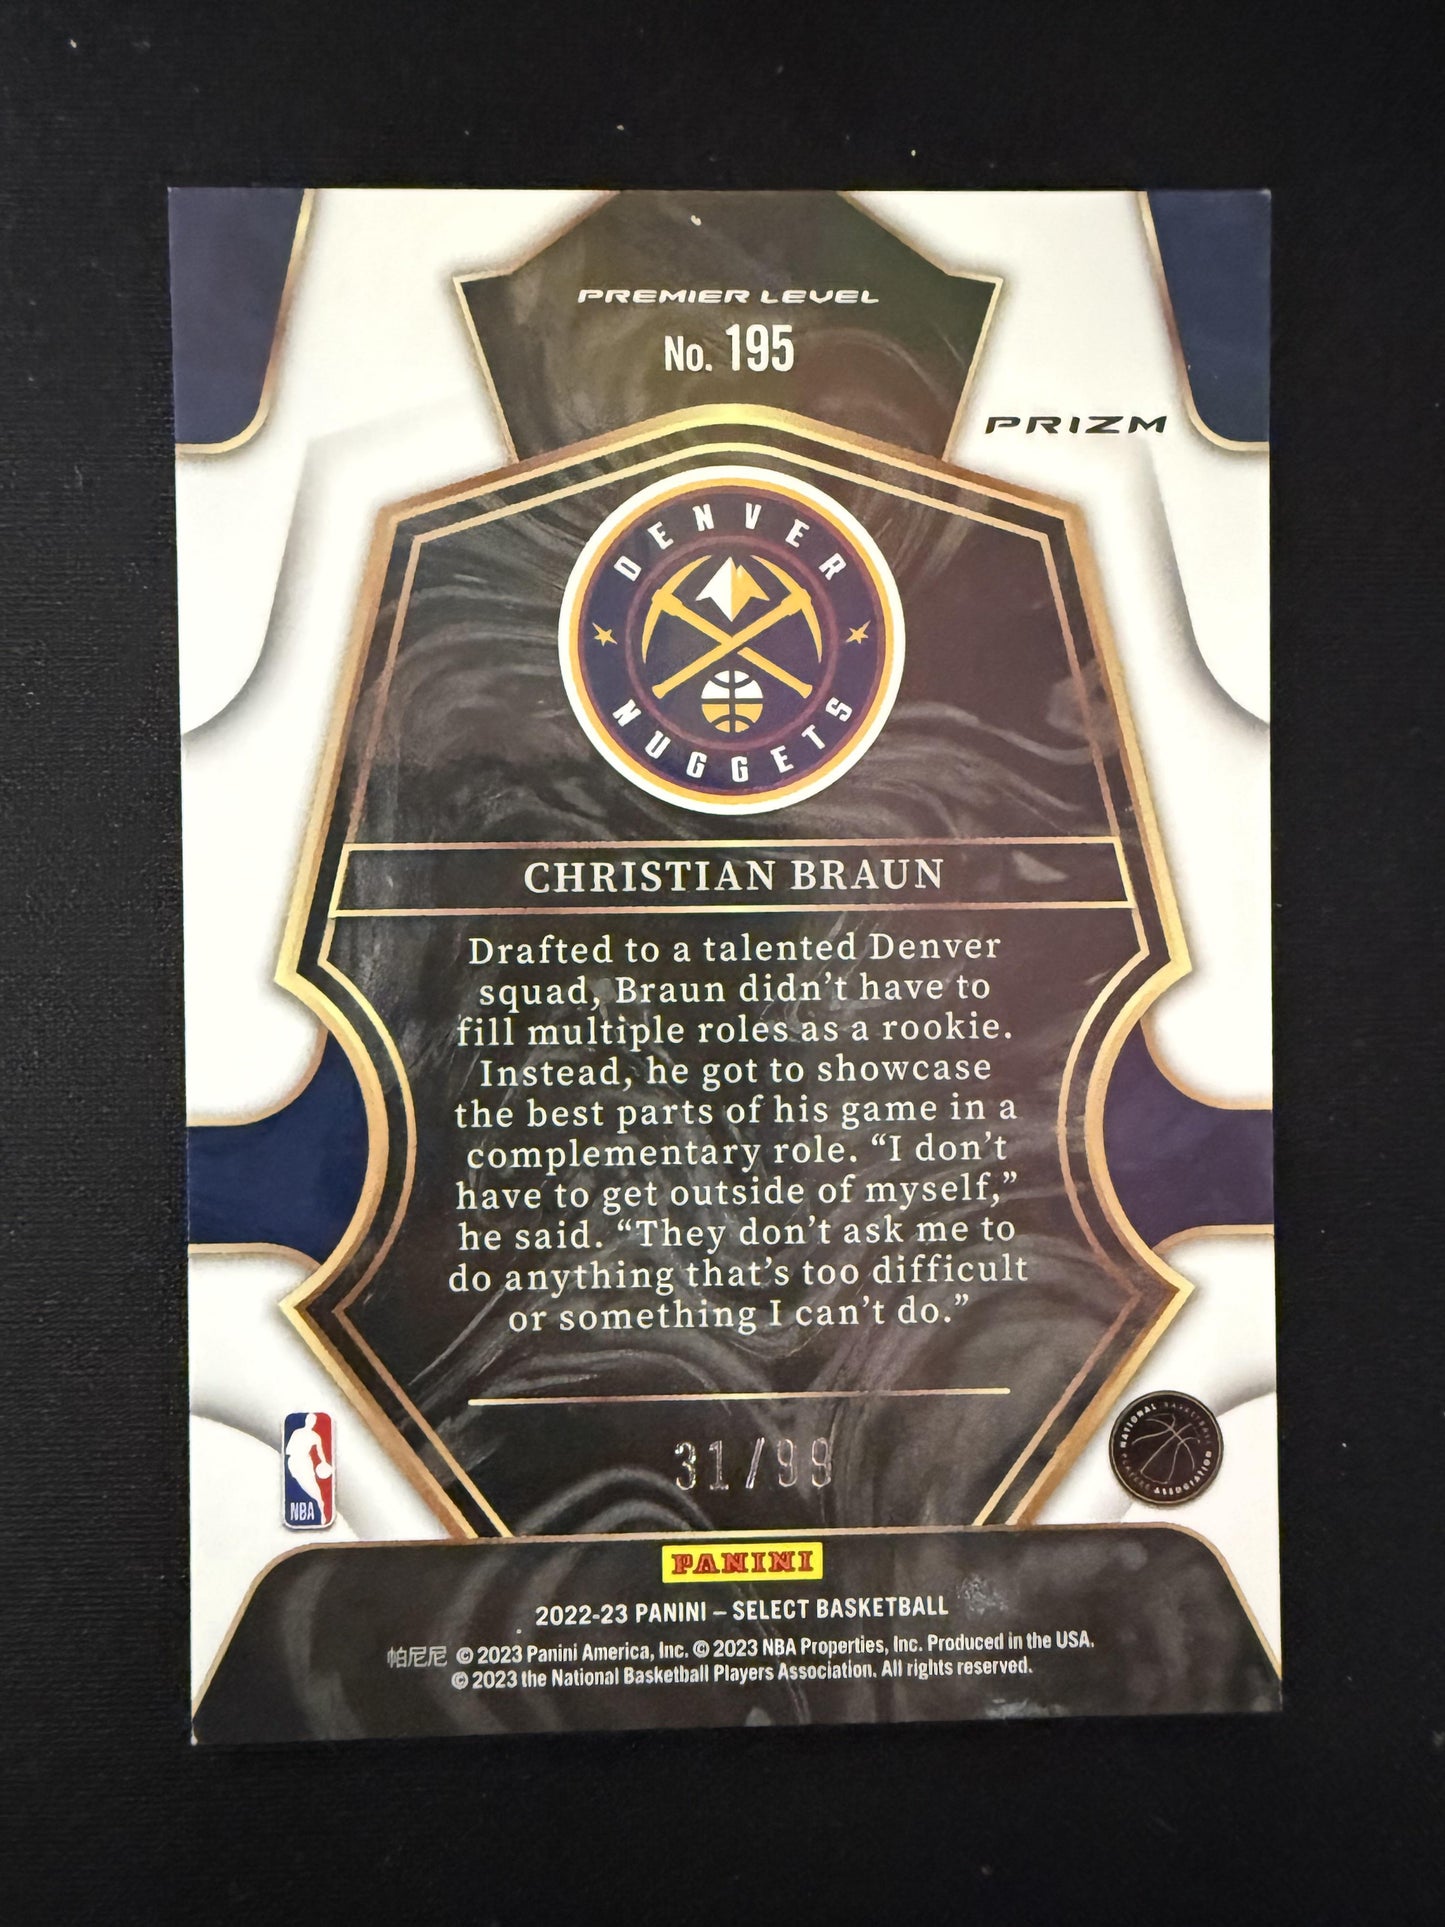 PREMIER LEVEL
No. 195
PRIZM
DENVER
NUGGETS
CHRISTIAN BRAUN
Drafted to a talented Denver
squad, Braun didn't have to
fill multiple roles as a rookie.
Instead, he got to showcase
the best parts of his game in a
complementary role. “I don't
have to get outside of myself,”
he said. “They don't ask me to
do anything that's too difficult
or something I can't do.”
31/99
NBA
NATIONAL BASKETBALL
PLAYERS ASSOCIATION
PANINI
2022-23 PANINI – SELECT BASKETBALL
帕尼尼 © 2023 Panini America, Inc. © 2023 NBA Properties, Inc. Produced in the USA.
© 2023 the National Basketball Players Association. All rights reserved.